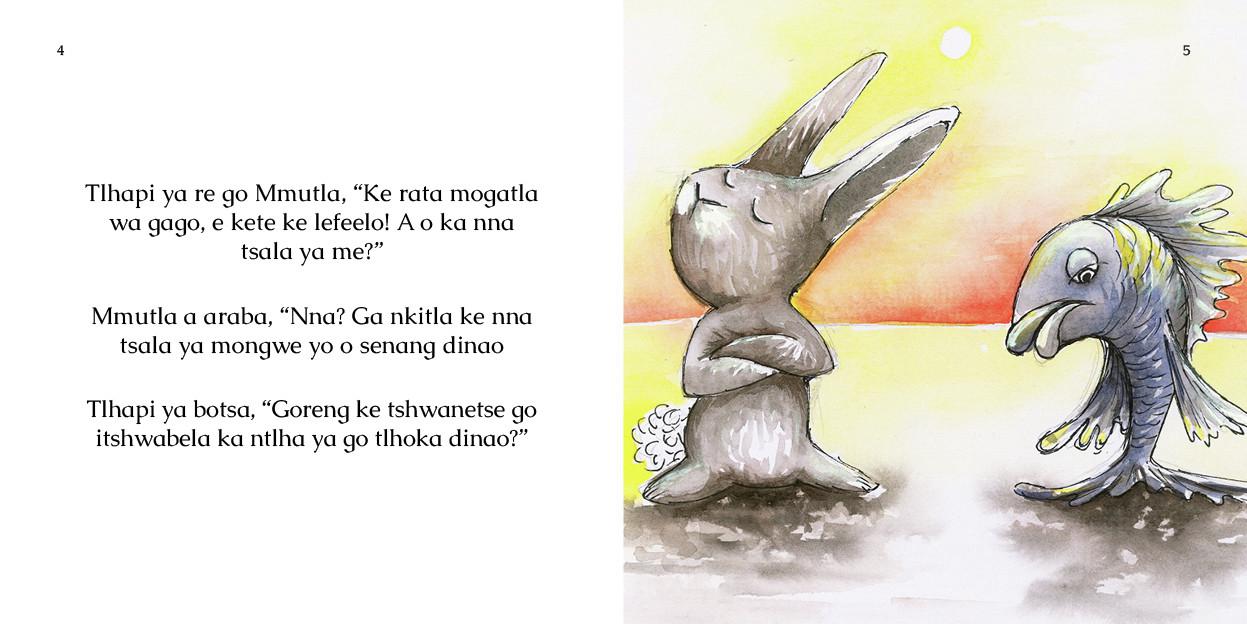 4
Tlhapi ya re go Mmutla, “Ke rata mogatla
wa gago, e kete ke lefeelo! A o ka nna
tsala ya me?”
Mmutla a araba, “Nna? Ga nkitla ke nna
tsala ya mongwe yo o senang dinao
Tlhapi ya botsa, “Goreng ke tshwanetse go
itshwabela ka ntlha ya go tlhoka dinao?”
5